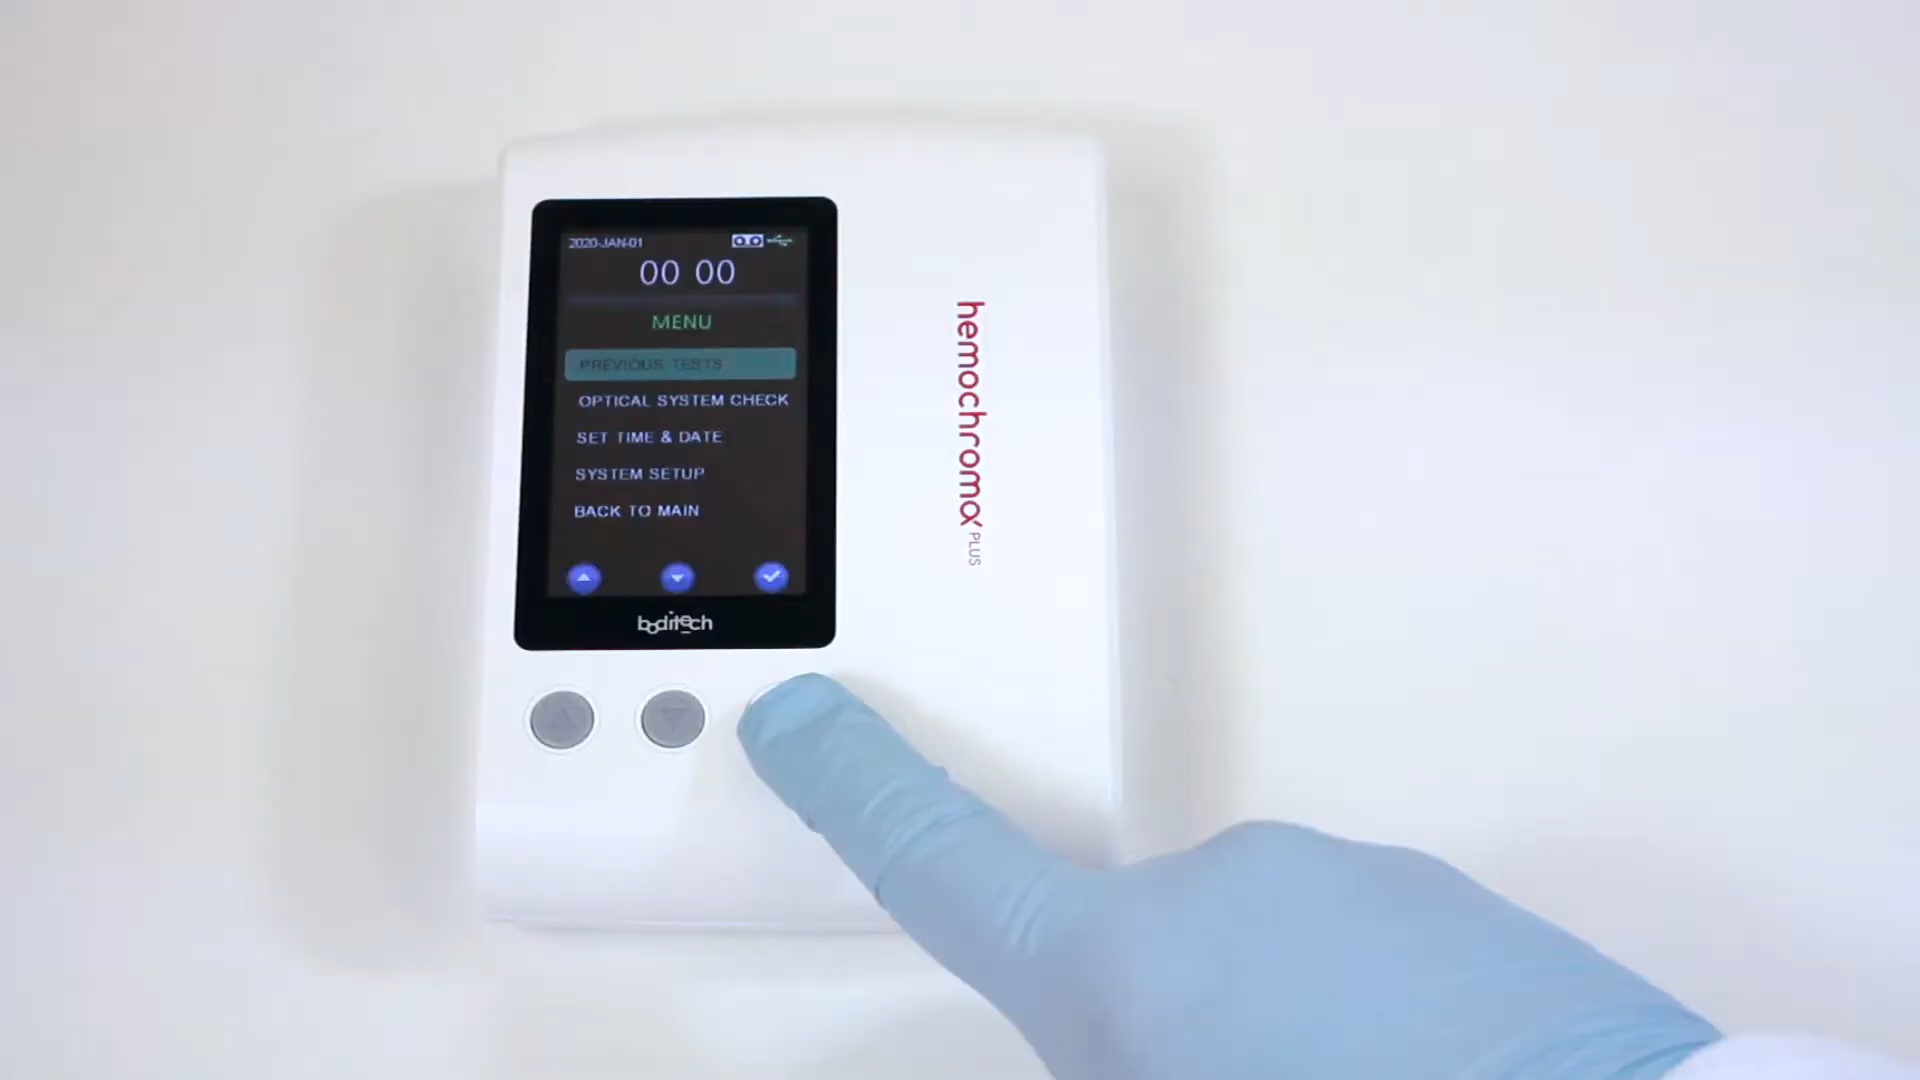 2020-JAN-01
00 00
MENU
PREVIOUS TESTS
OPTICAL SYSTEM CHECK
SET TIME & DATE
SYSTEM SETUP
BACK TO MAIN
boditech
hemochroma PLUS